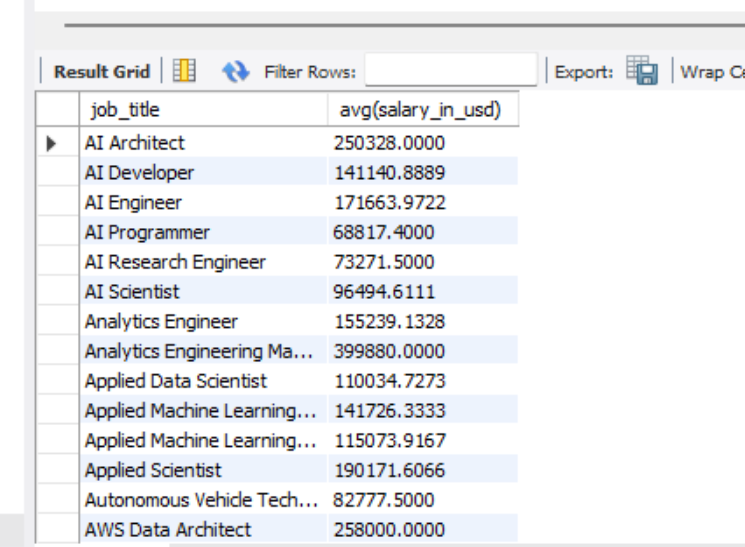 Result Grid Filter Rows: Export: Wrap Ce
job_title avg(salary_in_usd)
AI Architect 250328.0000
AI Developer 141140.8889
AI Engineer 171663.9722
AI Programmer 68817.4000
AI Research Engineer 73271.5000
AI Scientist 96494.6111
Analytics Engineer 155239.1328
Analytics Engineering Ma... 399880.0000
Applied Data Scientist 110034.7273
Applied Machine Learning... 141726.3333
Applied Machine Learning... 115073.9167
Applied Scientist 190171.6066
Autonomous Vehicle Tech... 82777.5000
AWS Data Architect 258000.0000